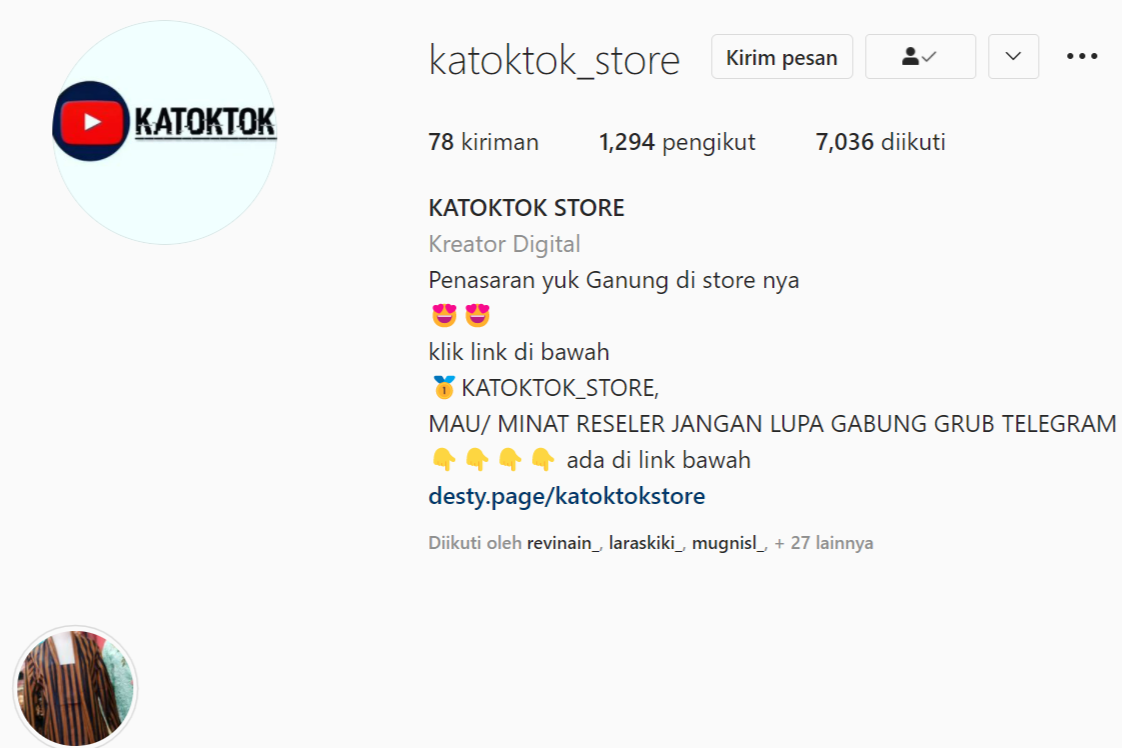 KATOKTOK
katoktok_store
Kirim pesan
78 kiriman 1,294 pengikut 7,036 diikuti
KATOKTOK STORE
Kreator Digital
Penasaran yuk Ganung di store nya
😍😍
klik link di bawah
🥇KATOKTOK_STORE,
MAU/ MINAT RESELER JANGAN LUPA GABUNG GRUB TELEGRAM
👇👇👇👇 ada di link bawah
desty.page/katoktokstore
Diikuti oleh revinain_, laraskiki_, mugnisl_, + 27 lainnya